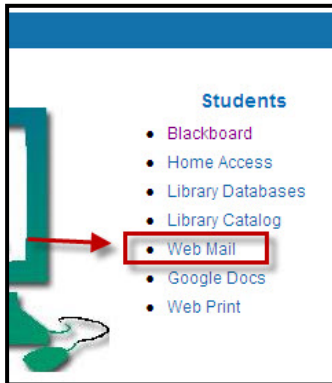 Students
• Blackboard
• Home Access
• Library Databases
• Library Catalog
• Web Mail
• Google Docs
• Web Print